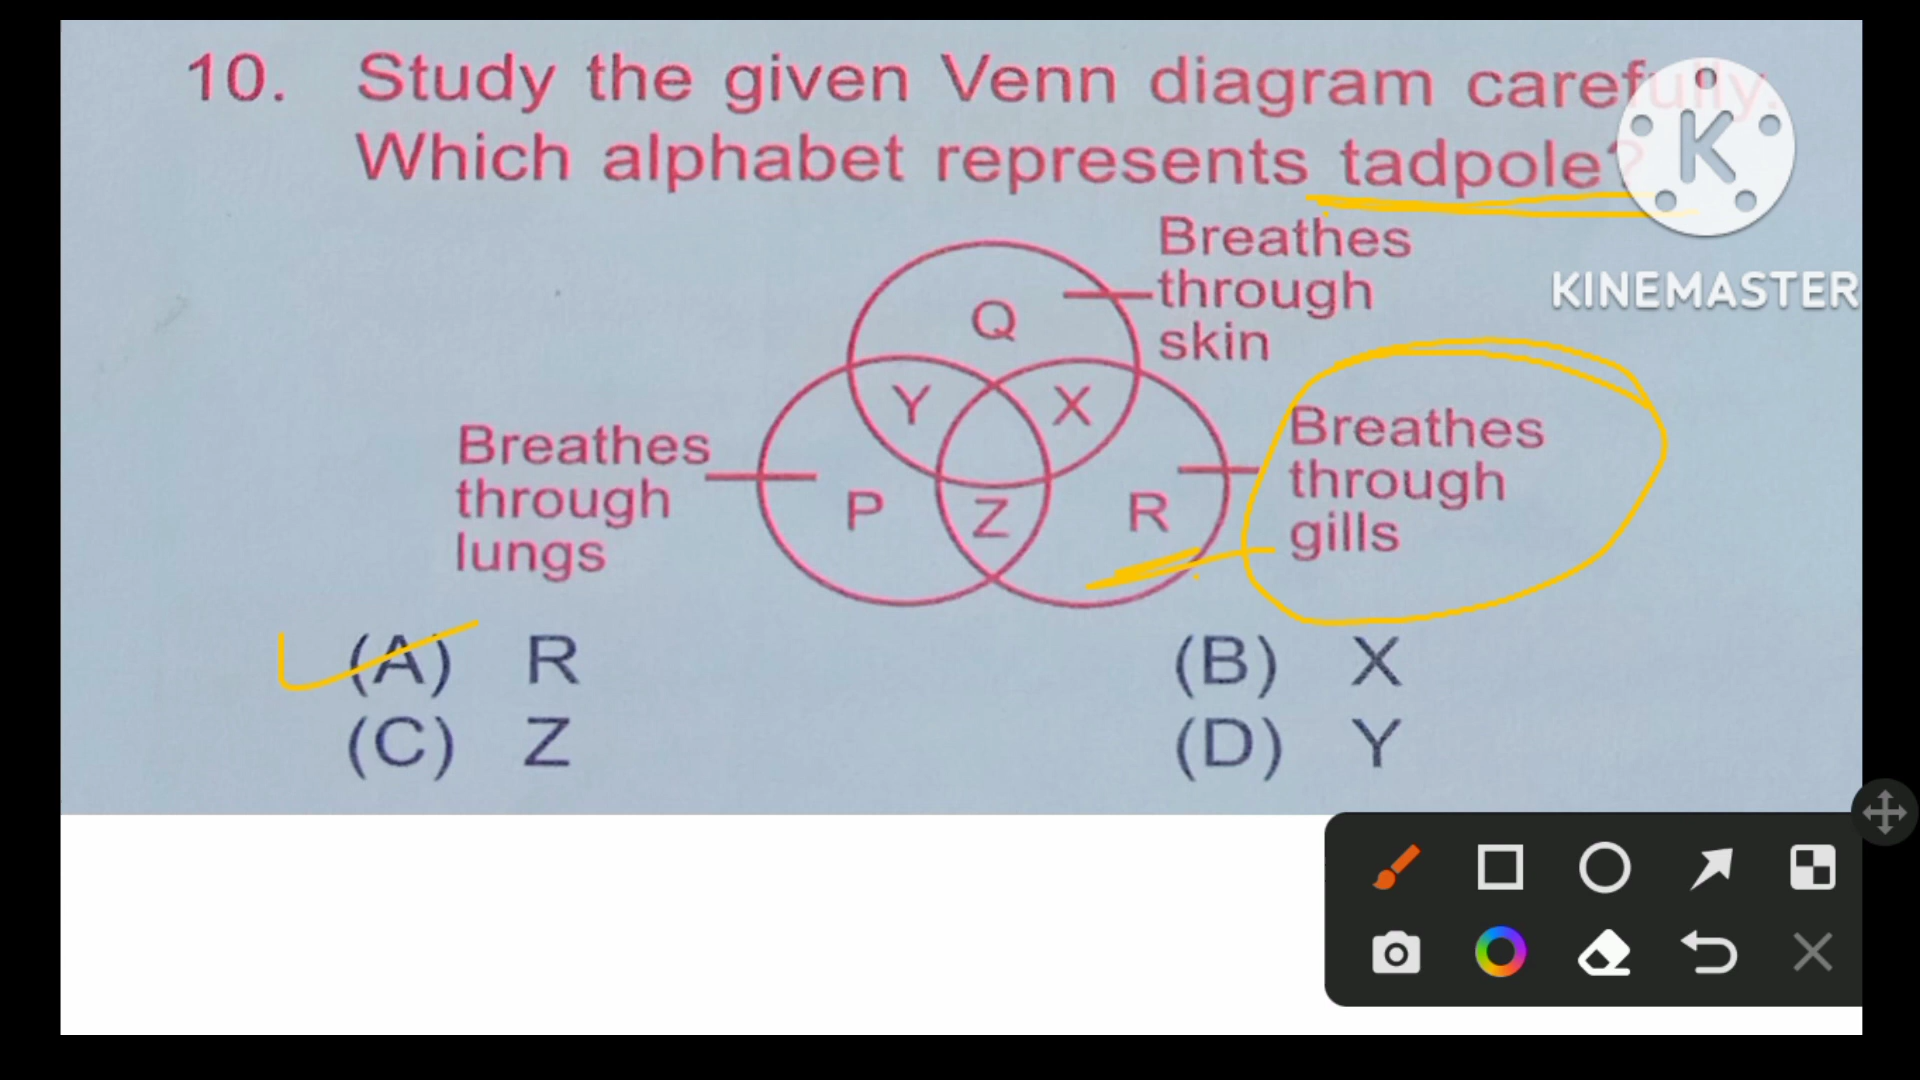 10. Study the given Venn diagram carefully.
Which alphabet represents tadpole?
K
KINEMASTER
Breathes
through
skin
Q
Y
X
Breathes
through
lungs
P
Z
R
Breathes
through
gills
(A) R
(B) X
(C) Z
(D) Y